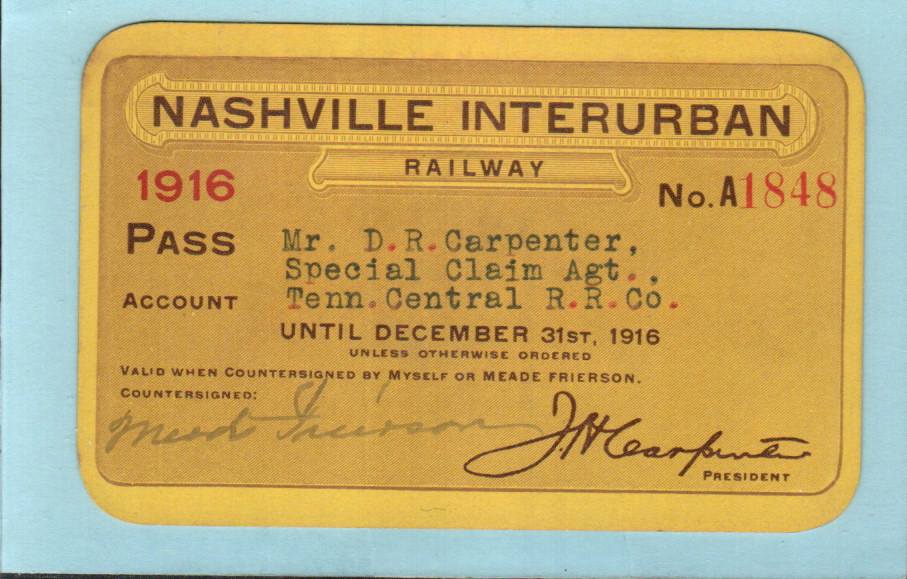 NASHVILLE INTERURBAN
RAILWAY
1916
No. A1848
PASS
Mr. D.R.Carpenter,
Special Claim Agt.,
ACCOUNT
Tenn.Central R.R.Co.
UNTIL DECEMBER 31ST, 1916
UNLESS OTHERWISE ORDERED
VALID WHEN COUNTERSIGNED BY MYSELF OR MEADE FRIERSON.
COUNTERSIGNED:
Meade Frierson
J.H. Carpenter
PRESIDENT